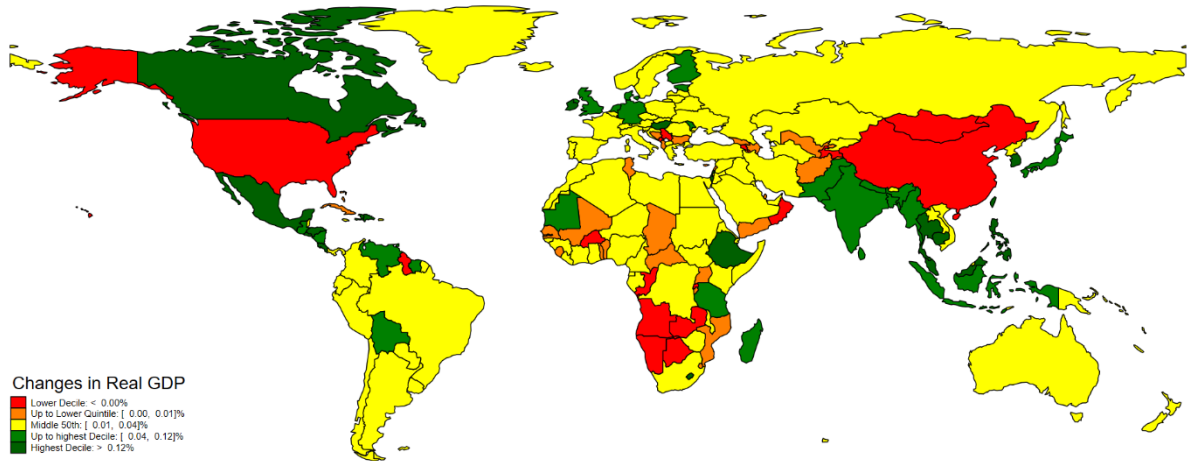 Changes in Real GDP
Lower Decile: < 0.00%
Up to Lower Quintile: [ 0.00, 0.01]%
Middle 50th: [ 0.01, 0.04]%
Up to highest Decile: [ 0.04, 0.12]%
Highest Decile: > 0.12%